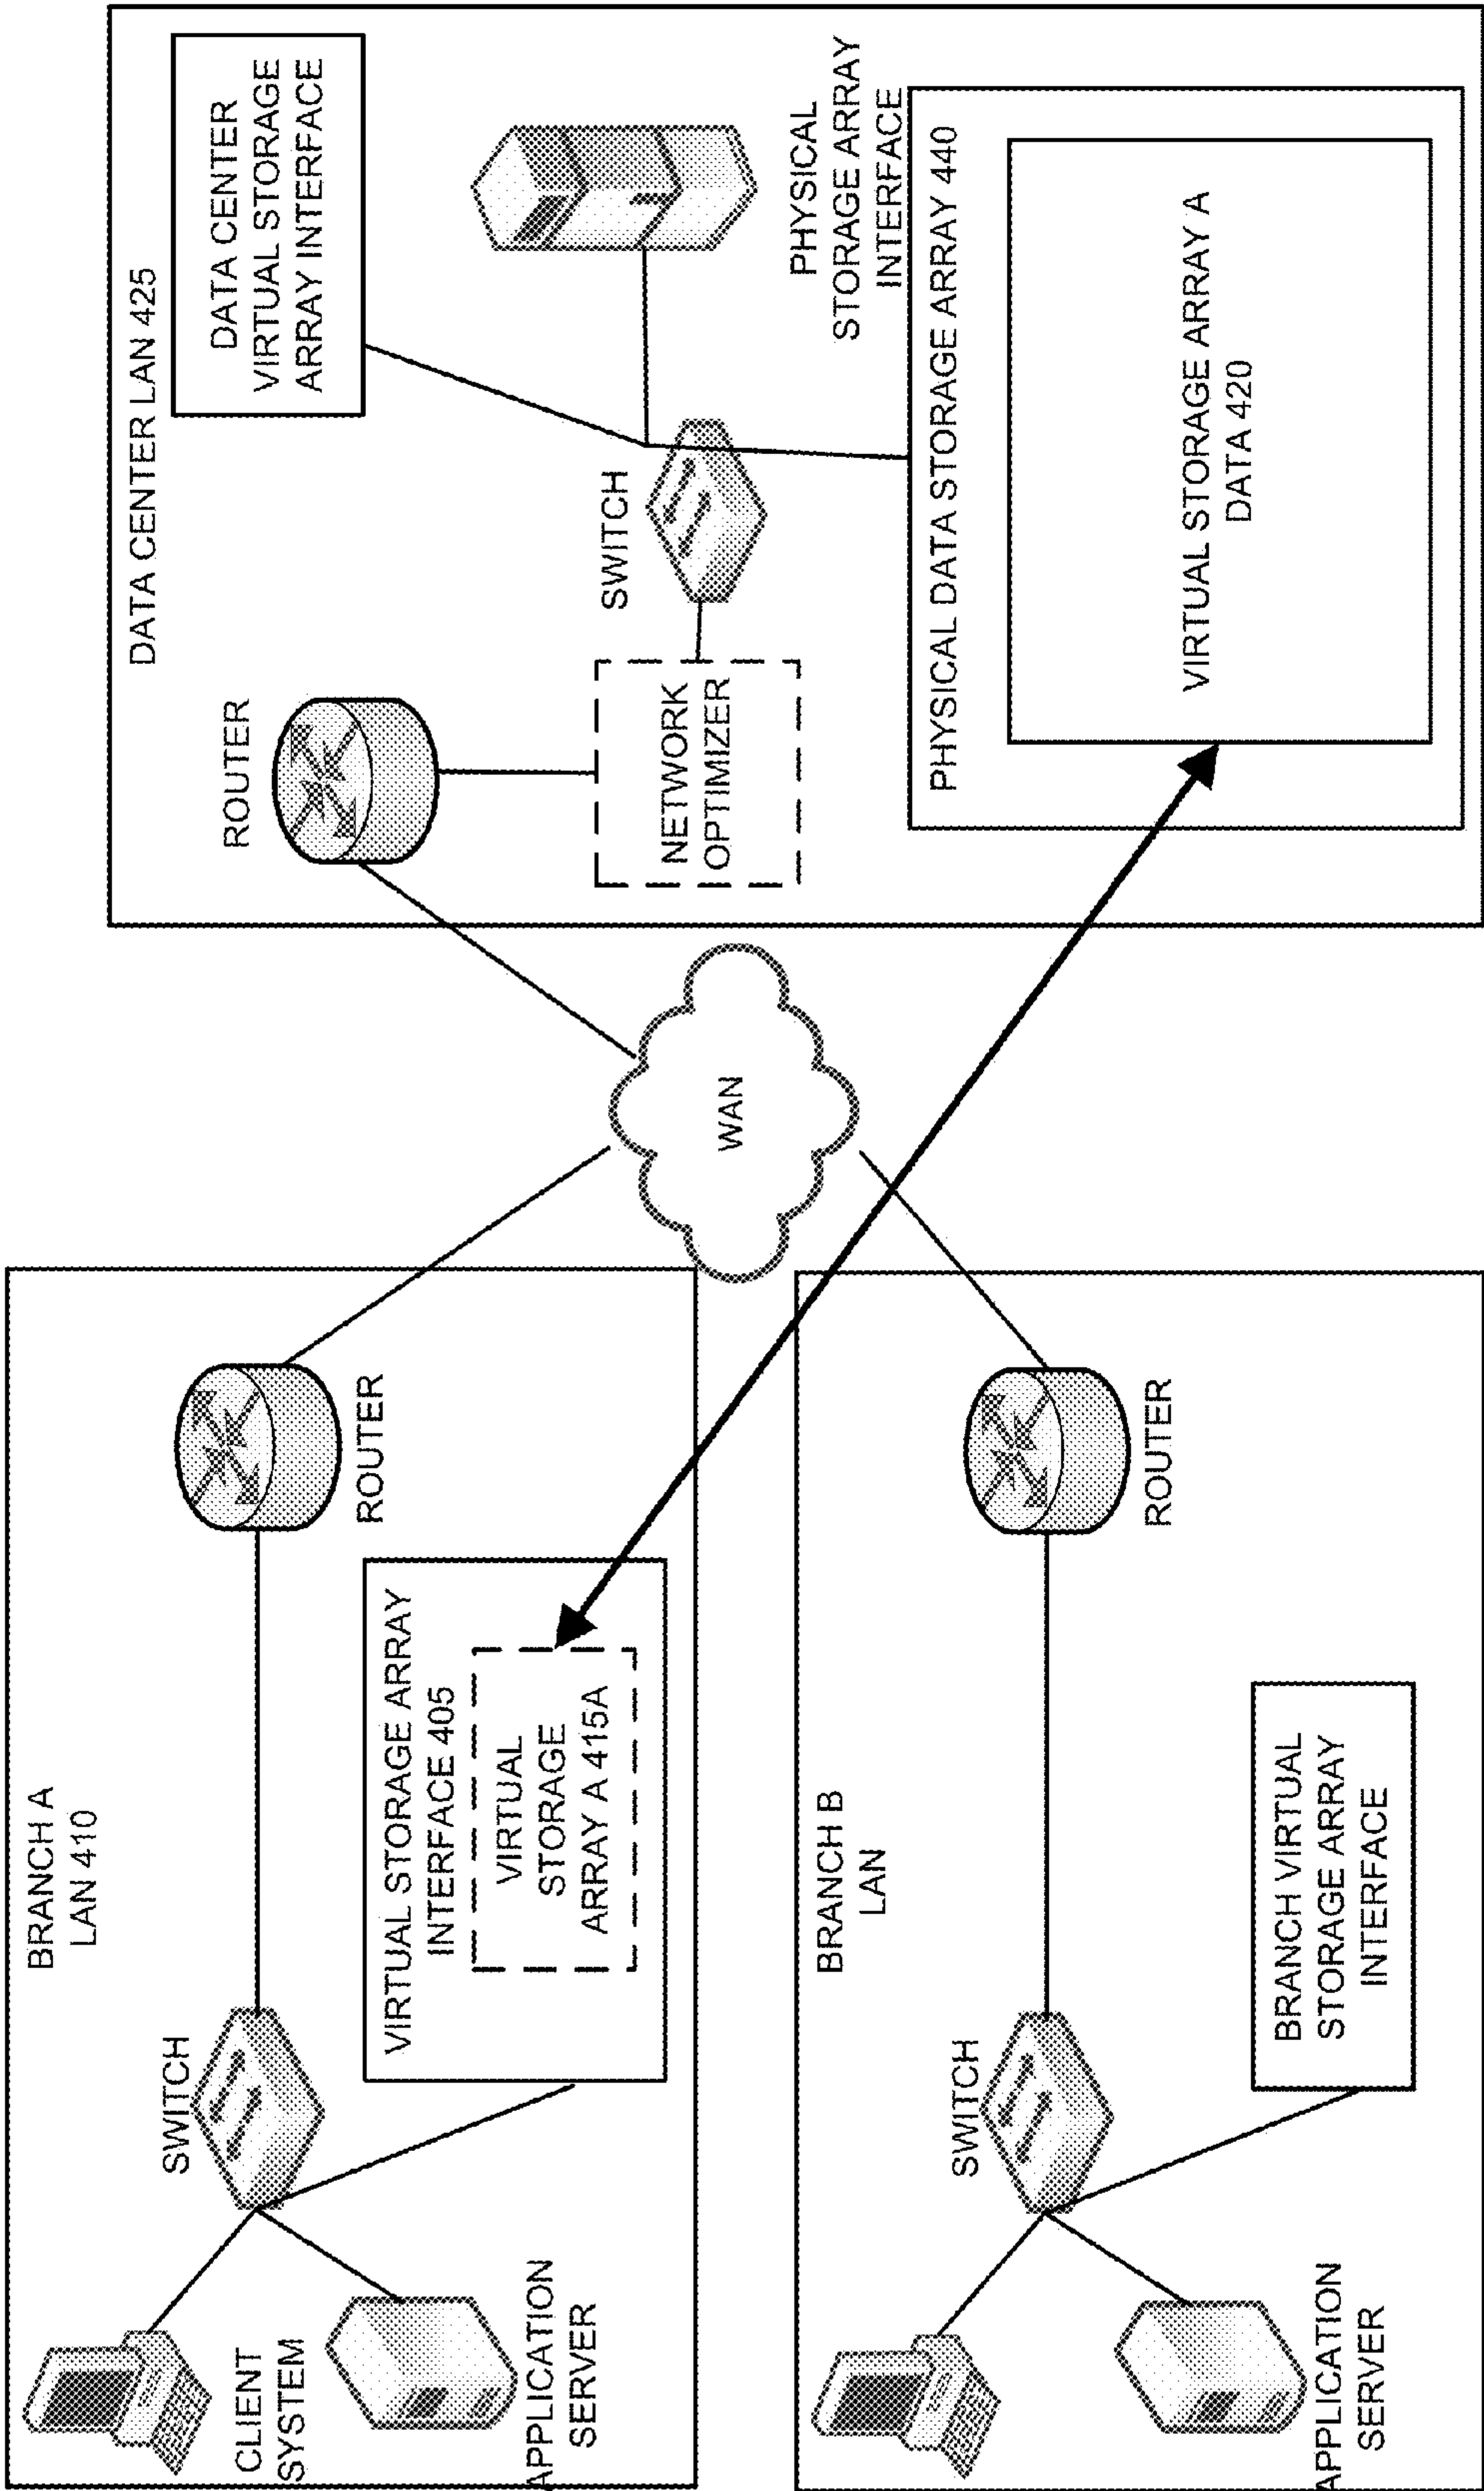 BRANCH A
LAN 410
SWITCH
ROUTER
CLIENT
SYSTEM
APPLICATION
SERVER
VIRTUAL STORAGE ARRAY
INTERFACE 405
VIRTUAL
STORAGE
ARRAY A 415A
BRANCH B
LAN
SWITCH
ROUTER
APPLICATION
SERVER
BRANCH VIRTUAL
STORAGE ARRAY
INTERFACE
WAN
DATA CENTER LAN 425
ROUTER
NETWORK
OPTIMIZER
SWITCH
DATA CENTER
VIRTUAL STORAGE
ARRAY INTERFACE
PHYSICAL
STORAGE ARRAY
INTERFACE
PHYSICAL DATA STORAGE ARRAY 440
VIRTUAL STORAGE ARRAY A
DATA 420